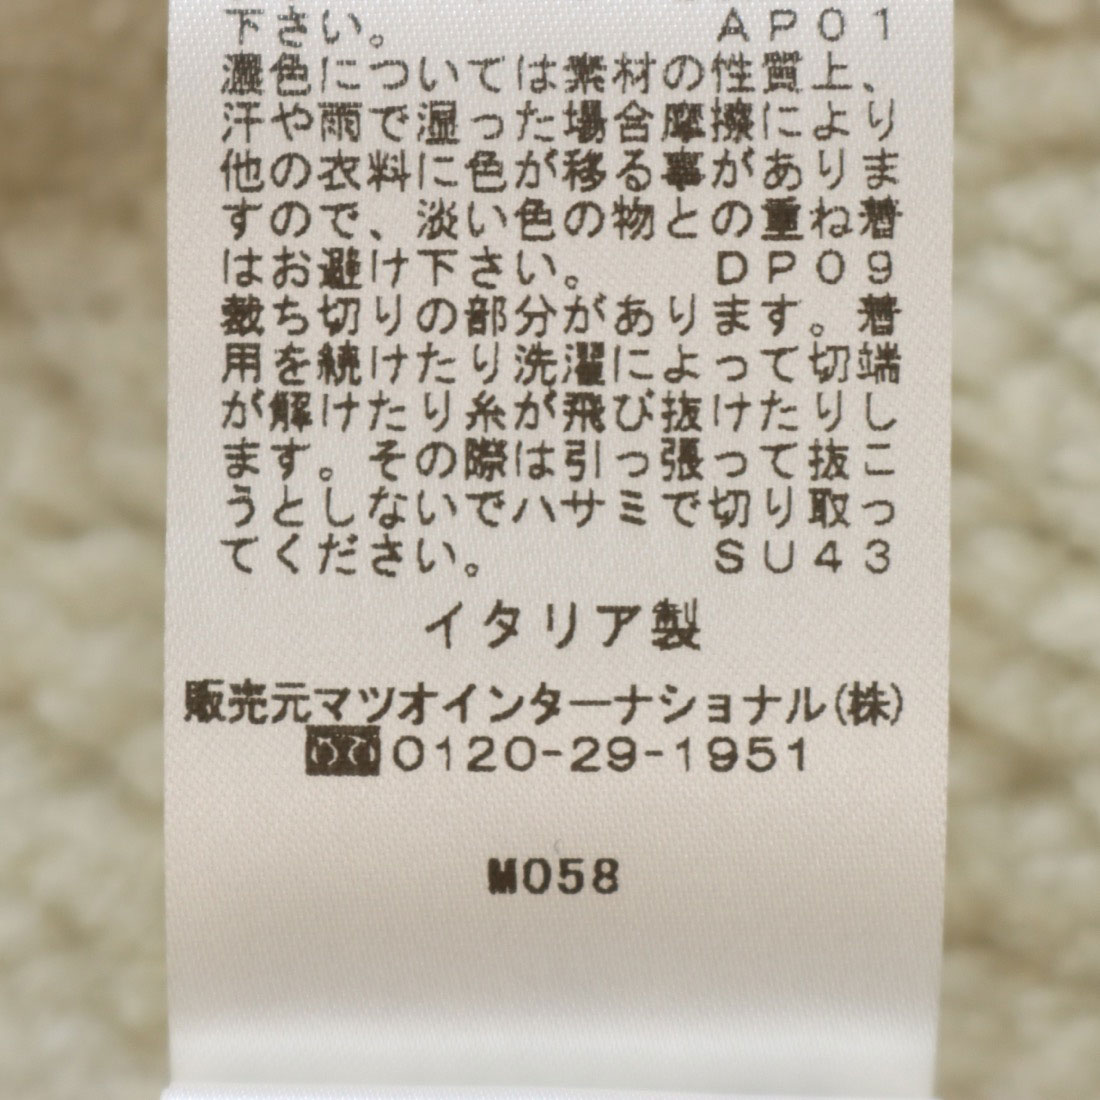 下さい。　　　ＡＰ０１
濃色については素材の性質上、
汗や雨で湿った場合摩擦により
他の衣料に色が移る事がありま
すので、淡い色の物との重ね着
はお避け下さい。　　ＤＰ０９
裁ち切りの部分があります。着
用を続けたり洗濯によって切端
が解けたり糸が飛び抜けたりし
ます。その際は引っ張って抜こ
うとしないでハサミで切り取っ
てください。　　　　ＳＵ４３
イタリア製
販売元マツオインターナショナル(株)
0120-29-1951
M058